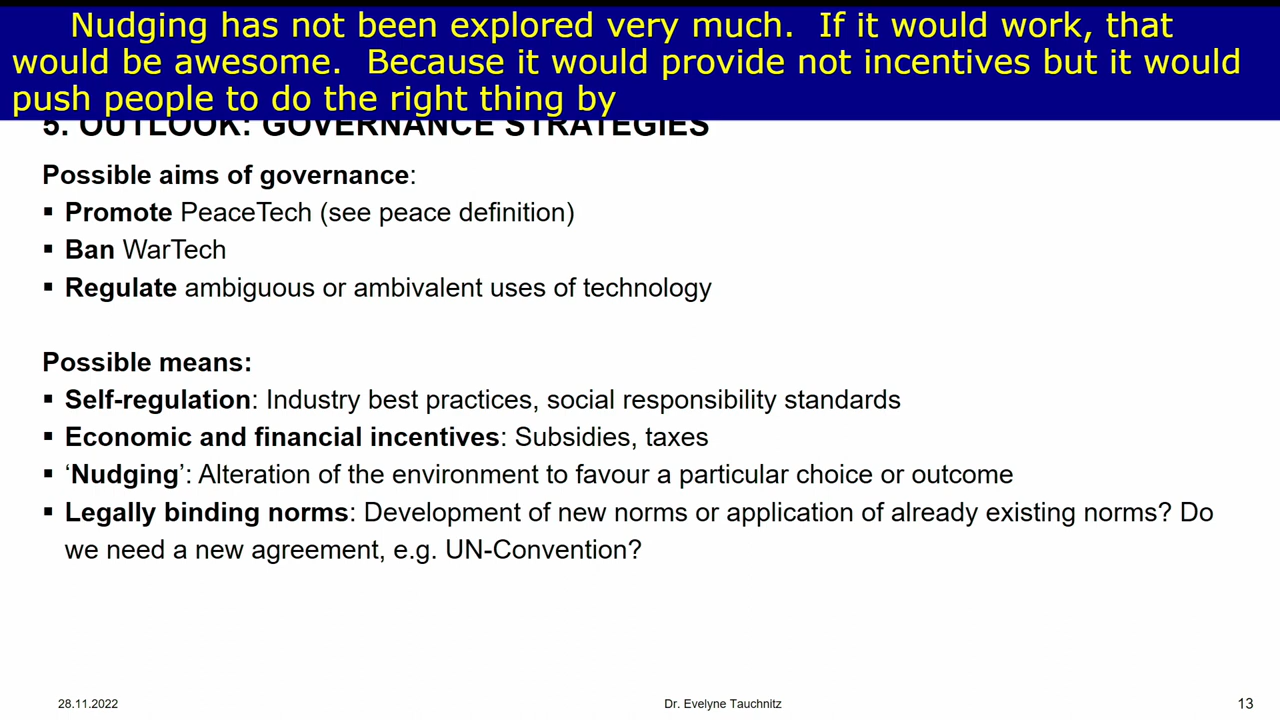 Nudging has not been explored very much.  If it would work, that
would be awesome.  Because it would provide not incentives but it would
push people to do the right thing by
5. OUTLOOK: GOVERNANCE STRATEGIES
Possible aims of governance:
▪ Promote PeaceTech (see peace definition)
▪ Ban WarTech
▪ Regulate ambiguous or ambivalent uses of technology
Possible means:
▪ Self-regulation: Industry best practices, social responsibility standards
▪ Economic and financial incentives: Subsidies, taxes
▪ ‘Nudging’: Alteration of the environment to favour a particular choice or outcome
▪ Legally binding norms: Development of new norms or application of already existing norms? Do
we need a new agreement, e.g. UN-Convention?
28.11.2022
Dr. Evelyne Tauchnitz
13